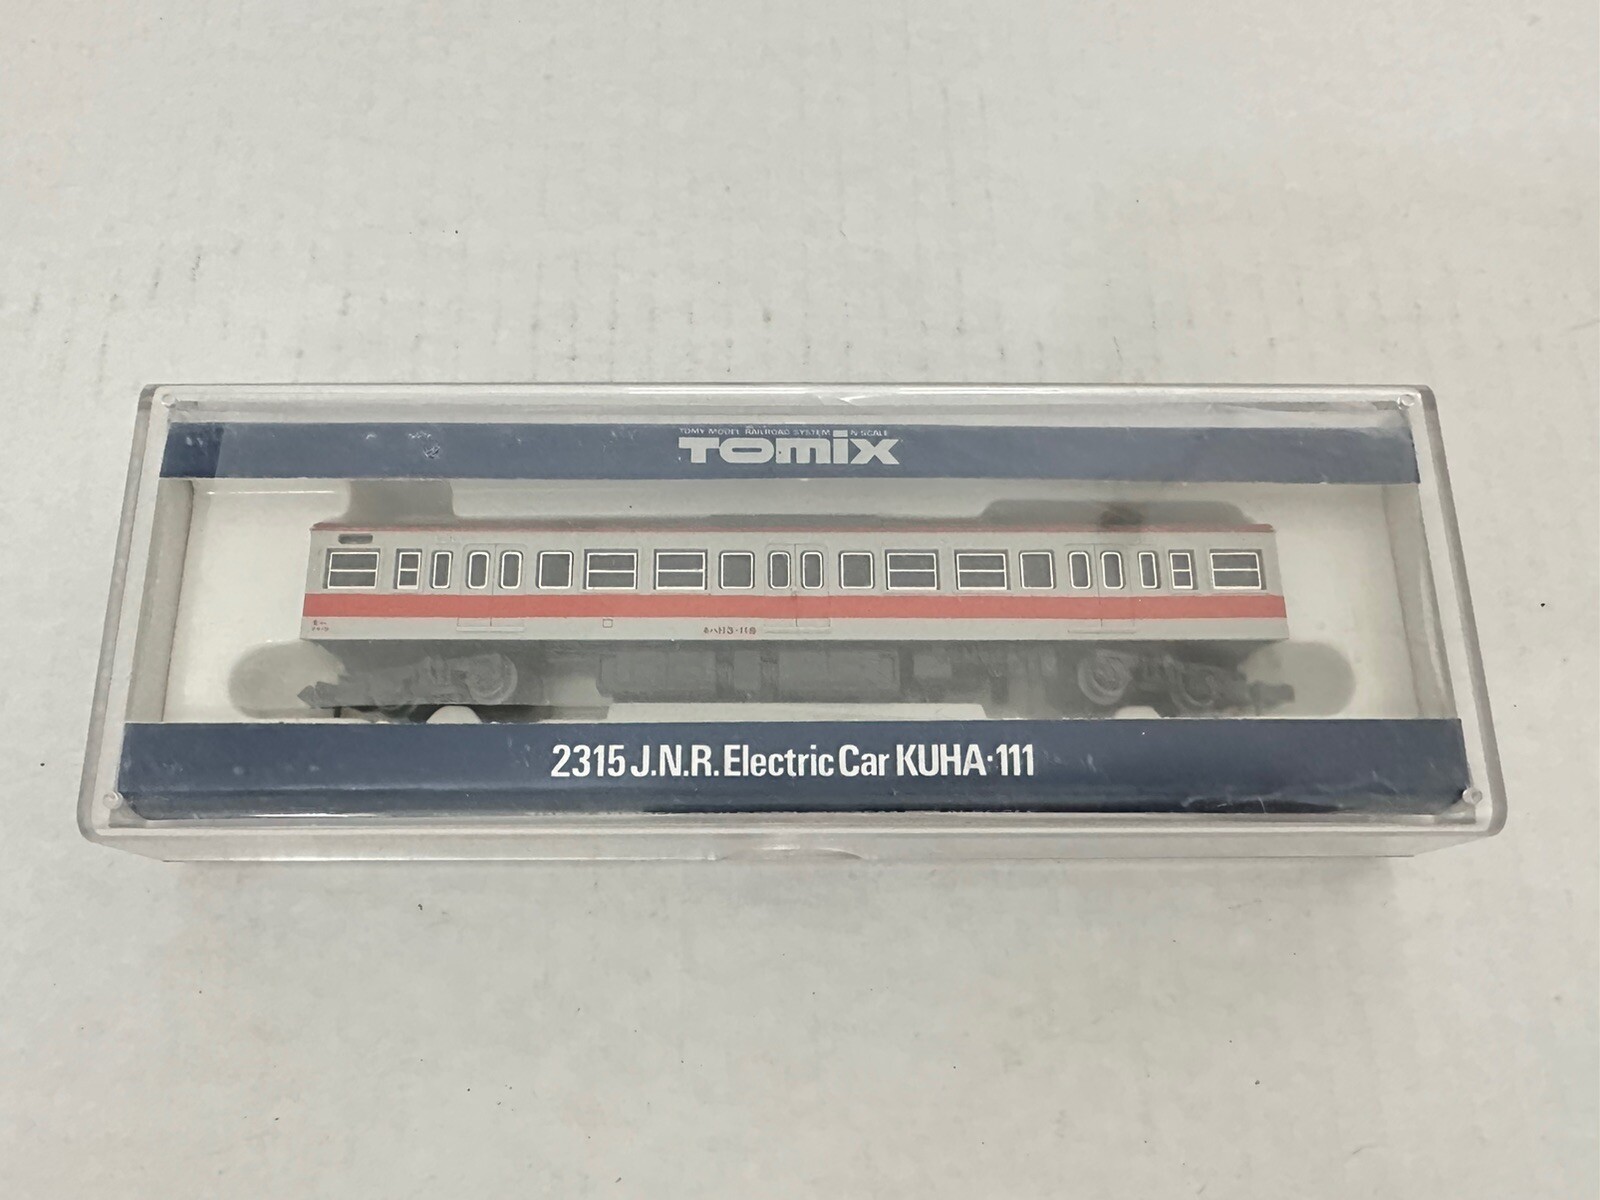 TOMY MODEL RAILROAD SYSTEM N SCALE
TOMIX
2315 J.N.R. Electric Car KUHA·111